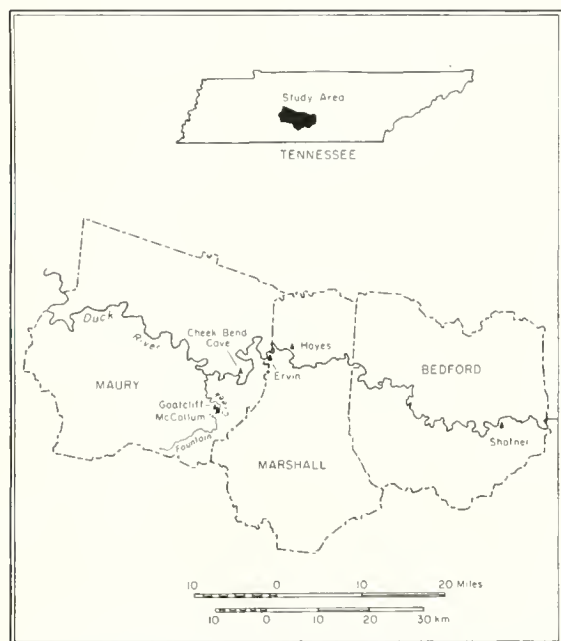 Study Area
TENNESSEE
Duck
River
Cheek Bend
Cave
Hayes
Ervin
BEDFORD
MAURY
Goatcliff
McCollum
Creek
Fountain
Shofner
MARSHALL
10 0 10 20 Miles
10 0 10 20 30 km